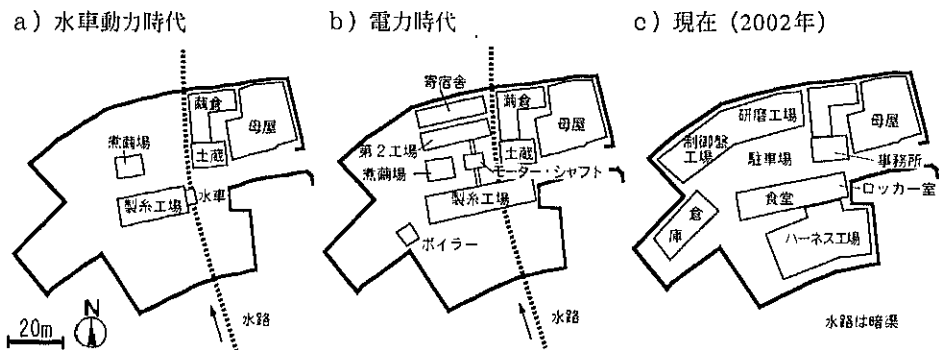 a）水車動力時代
繭倉
母屋
煮繭場
土蔵
製糸工場
水車
水路
20m
N
b）電力時代
寄宿舎
繭倉
母屋
第2工場
土蔵
煮繭場
モーター・シャフト
製糸工場
ボイラー
水路
c）現在（2002年）
研磨工場
母屋
制御盤
工場
駐車場
事務所
ロッカー室
食堂
倉
庫
ハーネス工場
水路は暗渠